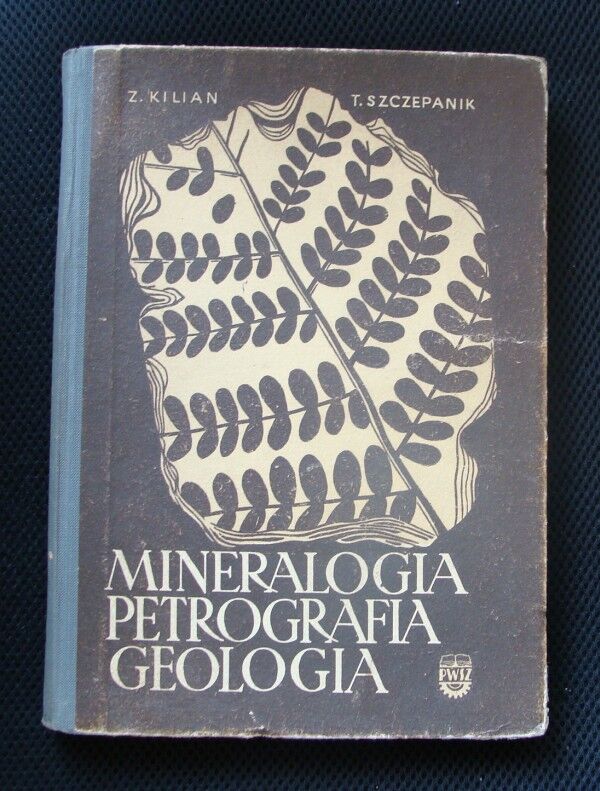 Z. KILIAN T. SZCZEPANIK
MINERALOGIA
PETROGRAFIA
GEOLOGIA
PWSZ